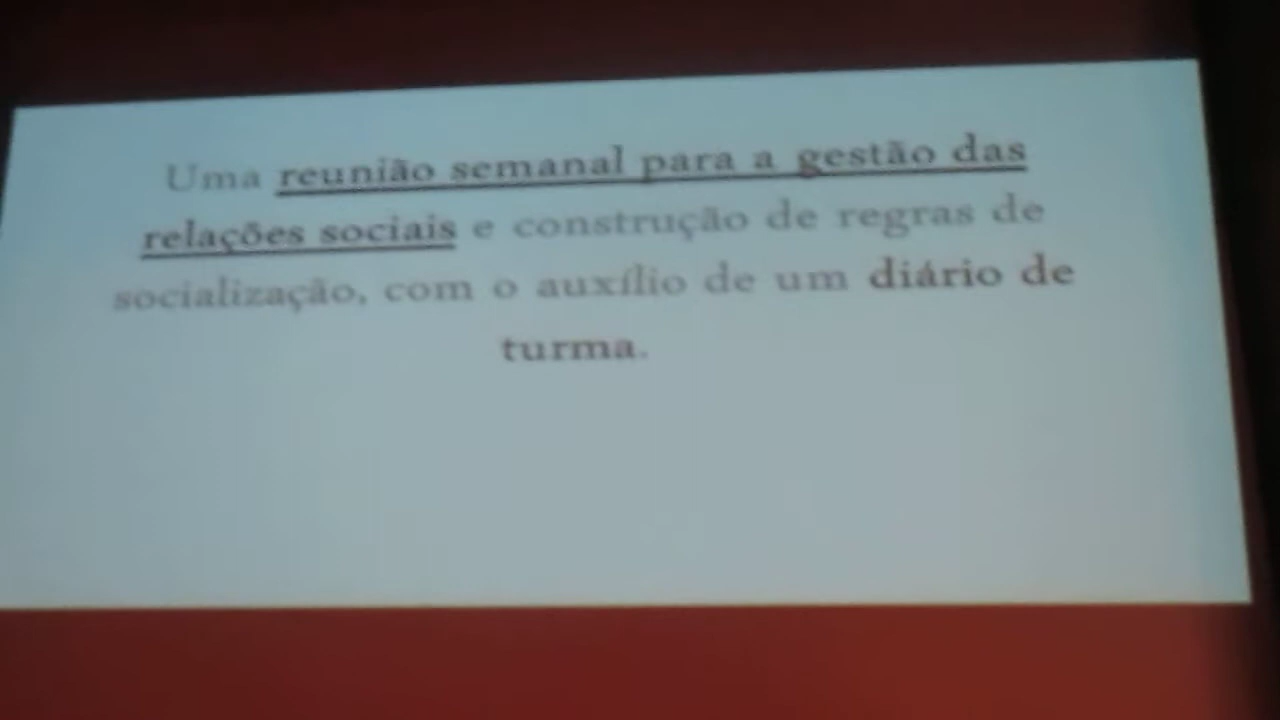 Uma reunião semanal para a gestão das
relações sociais e construção de regras de
socialização, com o auxílio de um diário de
turma.